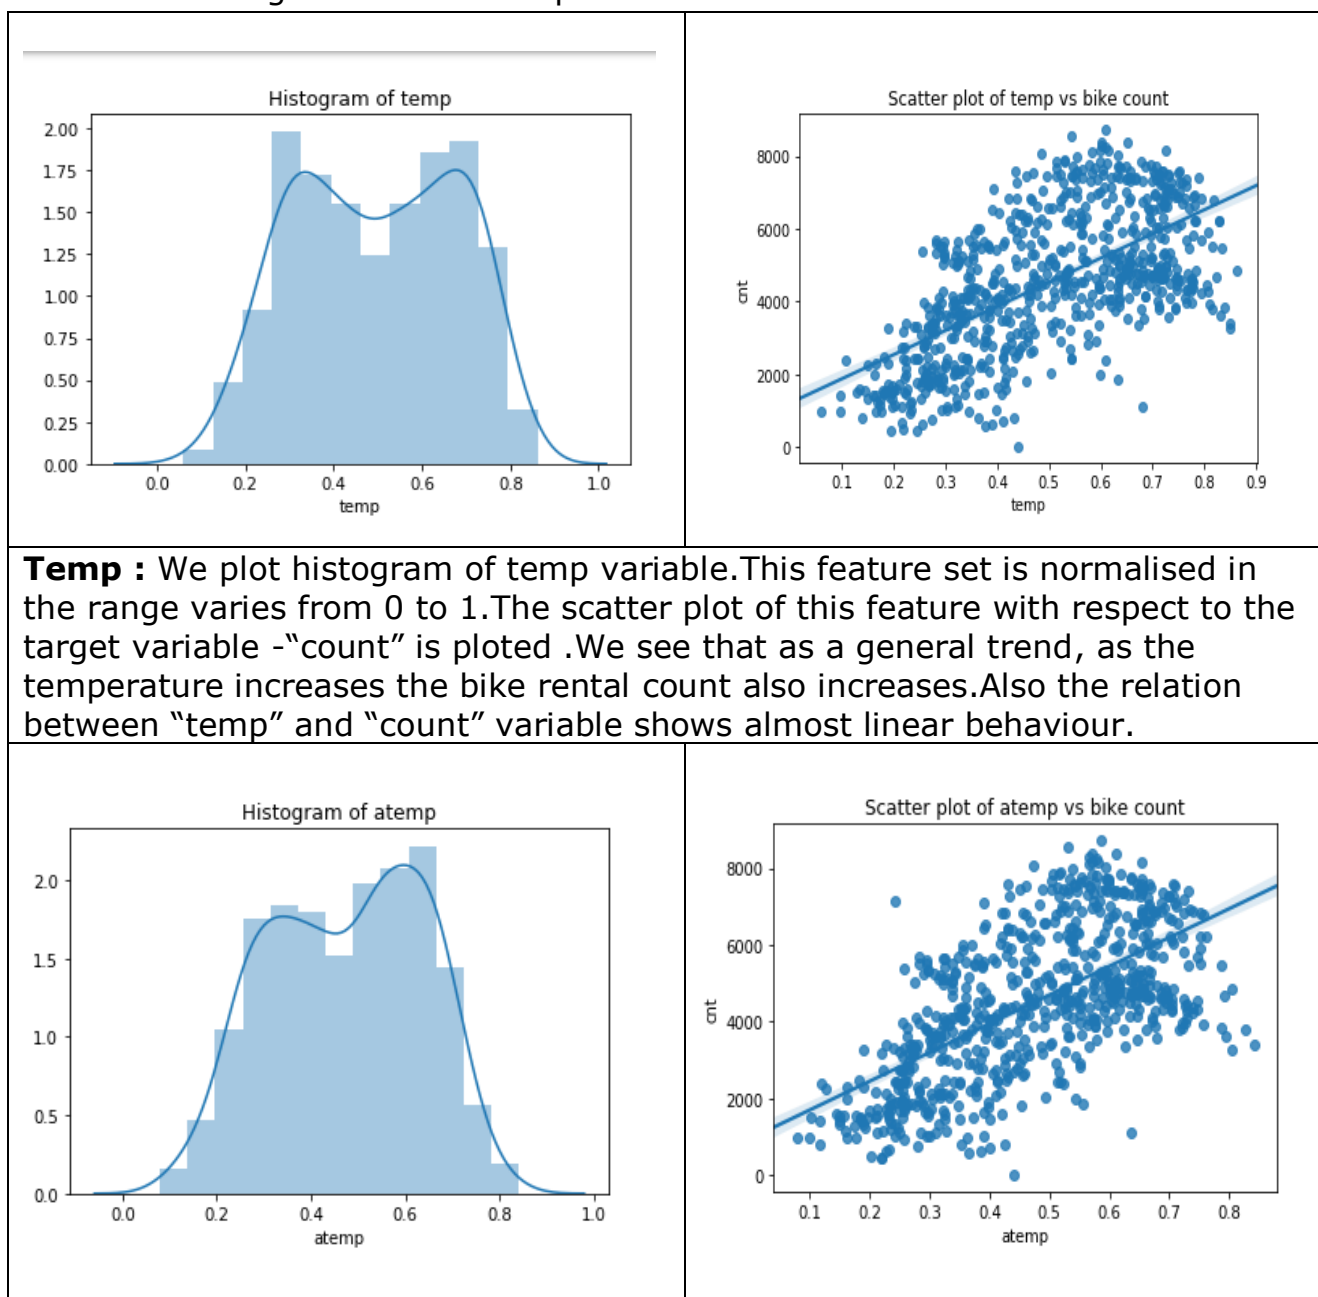 Histogram of temp
2.00
1.75
1.50
1.25
1.00
0.75
0.50
0.25
0.00
0.0 0.2 0.4 0.6 0.8 1.0
temp
Scatter plot of temp vs bike count
8000
6000
4000
2000
0
cnt
0.1 0.2 0.3 0.4 0.5 0.6 0.7 0.8 0.9
temp
Temp : We plot histogram of temp variable.This feature set is normalised in
the range varies from 0 to 1.The scatter plot of this feature with respect to the
target variable -“count” is ploted .We see that as a general trend, as the
temperature increases the bike rental count also increases.Also the relation
between “temp” and “count” variable shows almost linear behaviour.
Histogram of atemp
2.0
1.5
1.0
0.5
0.0
0.0 0.2 0.4 0.6 0.8 1.0
atemp
Scatter plot of atemp vs bike count
8000
6000
4000
2000
0
cnt
0.1 0.2 0.3 0.4 0.5 0.6 0.7 0.8
atemp